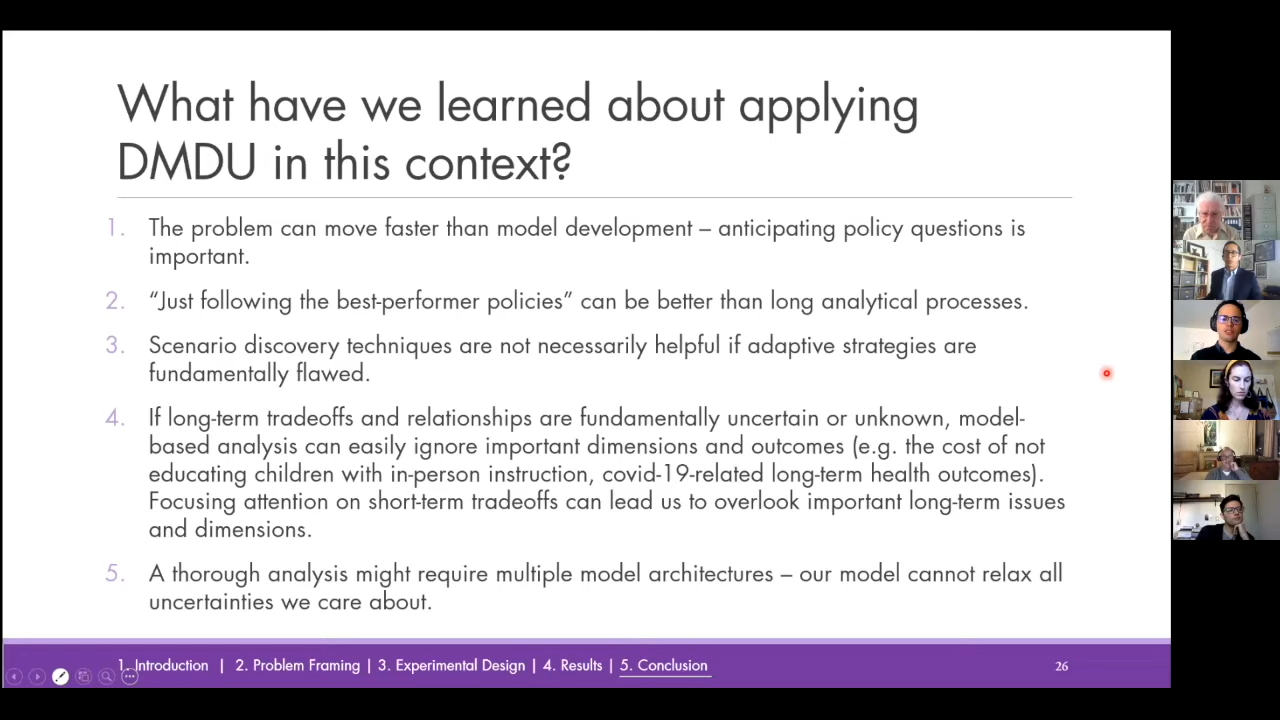 What have we learned about applying
DMDU in this context?
1. The problem can move faster than model development – anticipating policy questions is
important.
2. “Just following the best-performer policies” can be better than long analytical processes.
3. Scenario discovery techniques are not necessarily helpful if adaptive strategies are
fundamentally flawed.
4. If long-term tradeoffs and relationships are fundamentally uncertain or unknown, model-
based analysis can easily ignore important dimensions and outcomes (e.g. the cost of not
educating children with in-person instruction, covid-19-related long-term health outcomes).
Focusing attention on short-term tradeoffs can lead us to overlook important long-term issues
and dimensions.
5. A thorough analysis might require multiple model architectures – our model cannot relax all
uncertainties we care about.
1. Introduction | 2. Problem Framing | 3. Experimental Design | 4. Results | 5. Conclusion 26